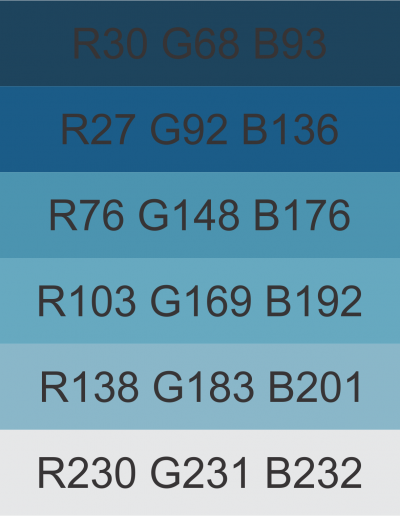 R30 G68 B93
R27 G92 B136
R76 G148 B176
R103 G169 B192
R138 G183 B201
R230 G231 B232